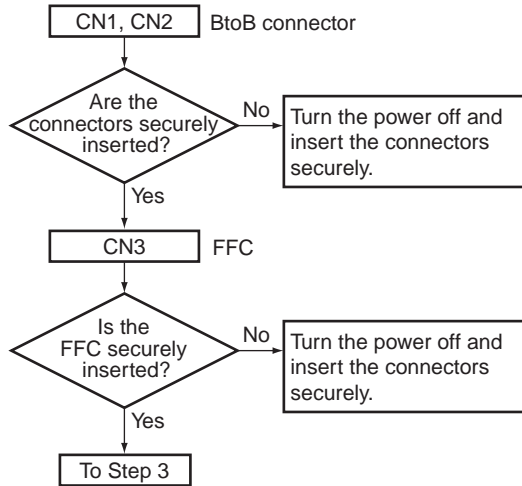 CN1, CN2
BtoB connector
Are the
connectors securely
inserted?
No
Turn the power off and
insert the connectors
securely.
Yes
CN3
FFC
Is the
FFC securely
inserted?
No
Turn the power off and
insert the connectors
securely.
Yes
To Step 3